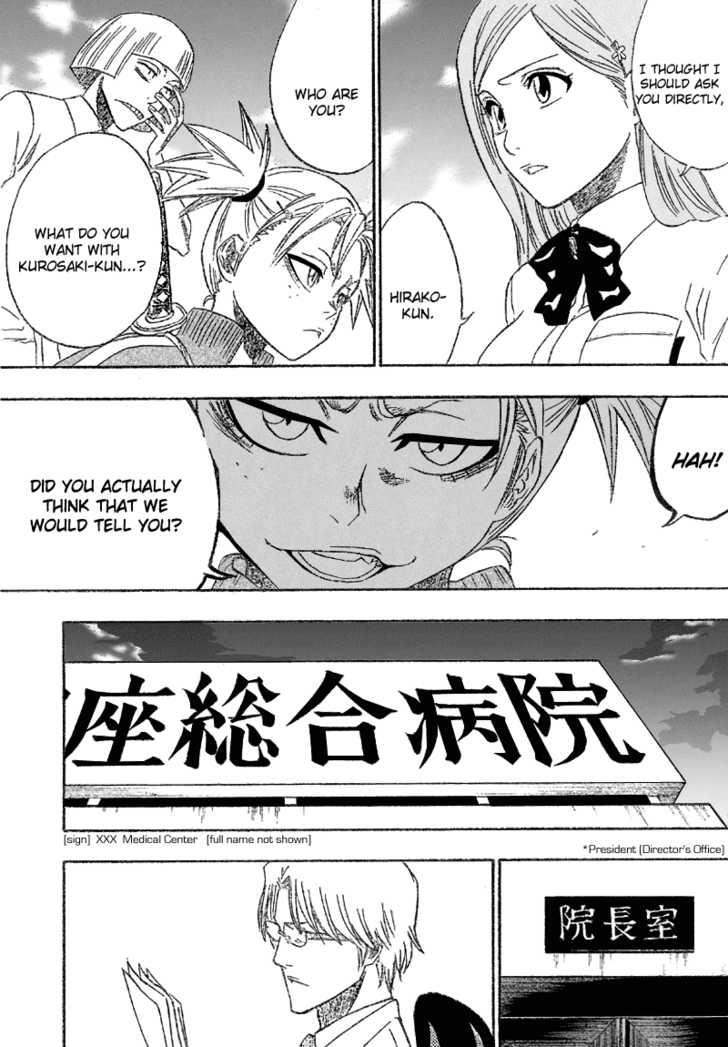 I THOUGHT I
SHOULD ASK
YOU DIRECTLY,
HIRAKO-
KUN.
WHO ARE
YOU?
WHAT DO YOU
WANT WITH
KUROSAKI-KUN...?
HAH!
DID YOU ACTUALLY
THINK THAT WE
WOULD TELL YOU?
座総合病院
[sign] XXX Medical Center [full name not shown]
*President [Director's Office]
院長室